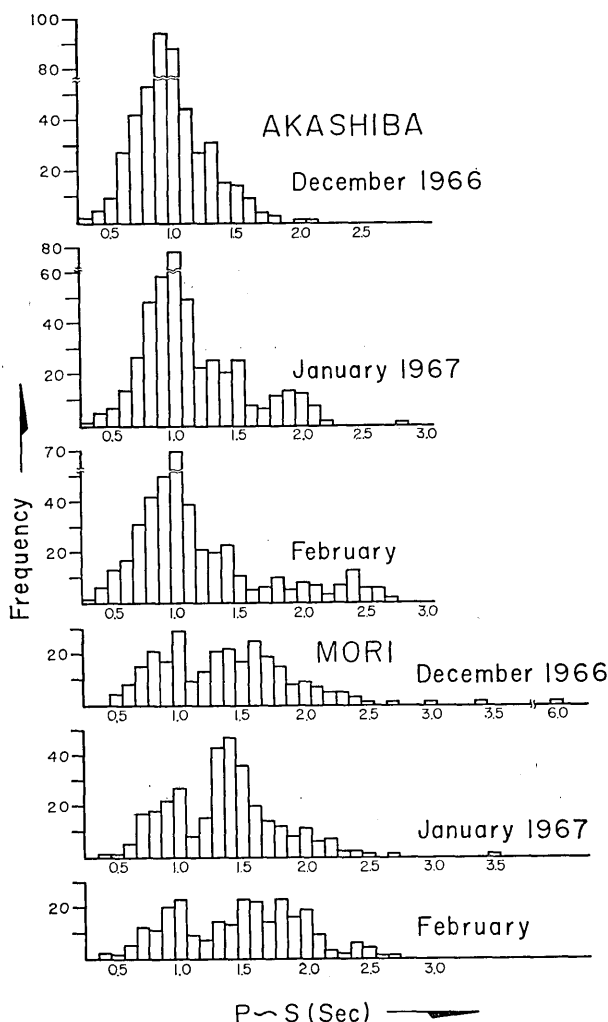 100
80
40
20
AKASHIBA
December 1966
0.5 1.0 1.5 2.0 2.5
80
60
40
20
January 1967
0.5 1.0 1.5 2.0 2.5 3.0
70
40
20
February
0.5 1.0 1.5 2.0 2.5 3.0
Frequency
20
MORI
December 1966
0.5 1.0 1.5 2.0 2.5 3.0 3.5 6.0
40
20
January 1967
0.5 1.0 1.5 2.0 2.5 3.0 3.5
20
February
0.5 1.0 1.5 2.0 2.5 3.0
P~S (Sec)